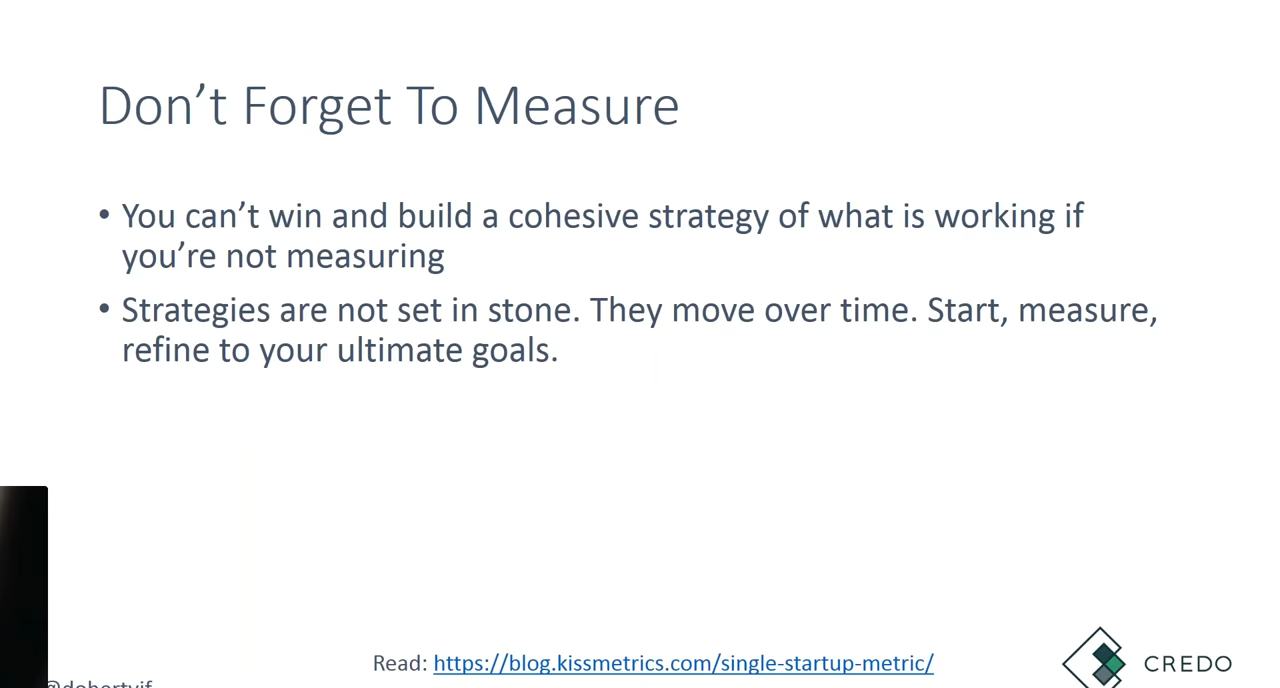 Don’t Forget To Measure
• You can’t win and build a cohesive strategy of what is working if
you’re not measuring
• Strategies are not set in stone. They move over time. Start, measure,
refine to your ultimate goals.
Read: https://blog.kissmetrics.com/single-startup-metric/
CREDO